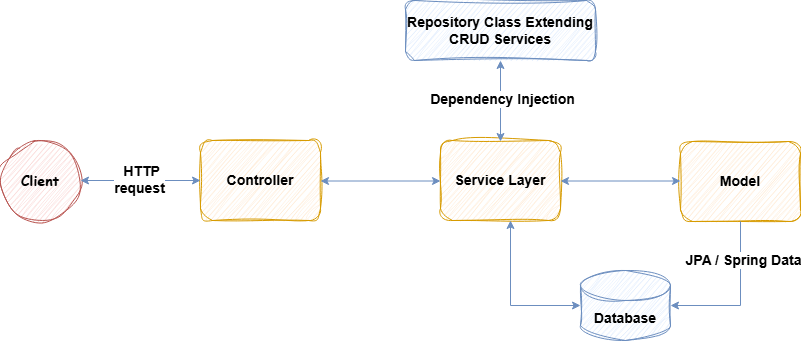 Repository Class Extending
CRUD Services
Dependency Injection
Client
HTTP
request
Controller
Service Layer
Model
JPA / Spring Data
Database